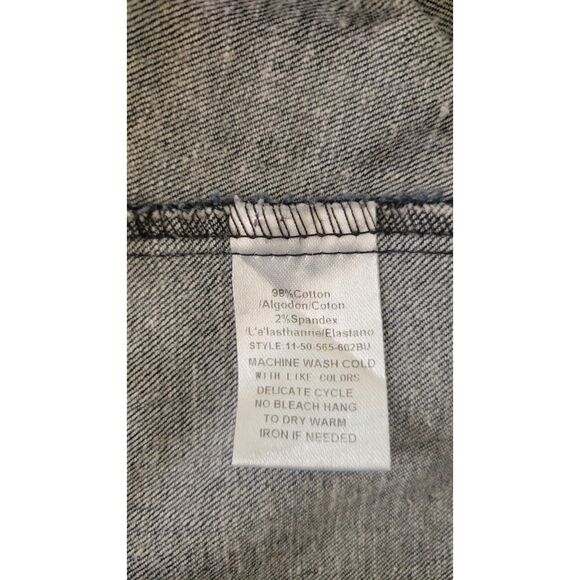 98%Cotton
/Algodon/Coton
2%Spandex
/L'e'lasthanne/Elastano
STYLE:11-50-565-602BU
MACHINE WASH COLD
WITH LIKE COLORS
DELICATE CYCLE
NO BLEACH HANG
TO DRY WARM
IRON IF NEEDED